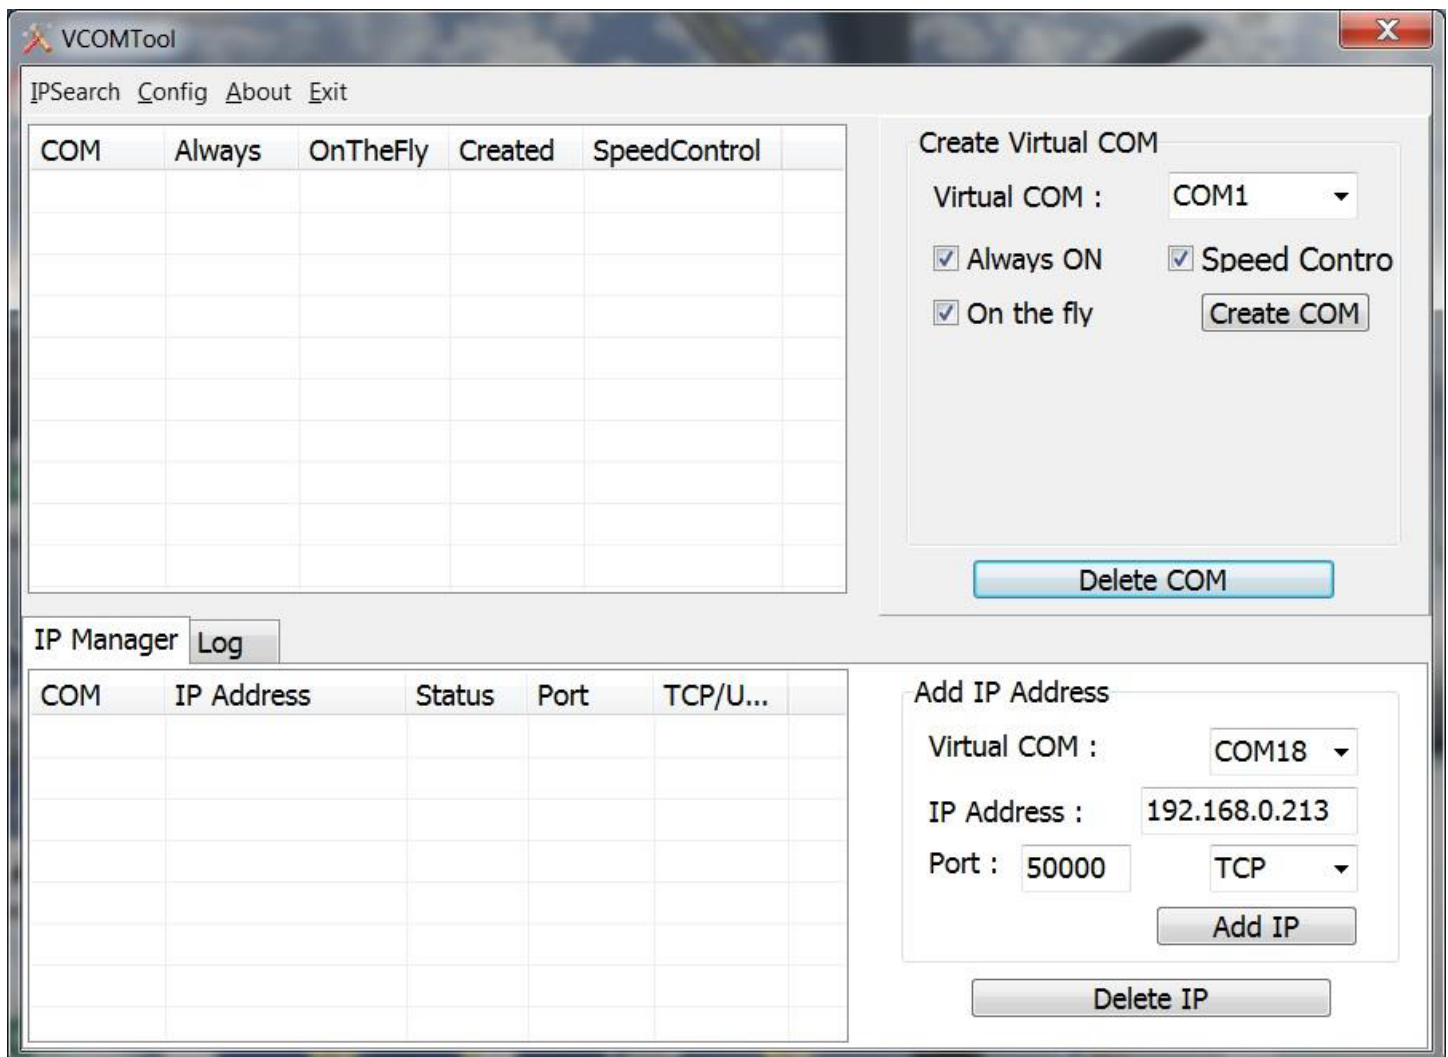 VCOMTool
X
IPSearch Config About Exit
COM Always OnTheFly Created SpeedControl
Create Virtual COM
Virtual COM : COM1
Always ON Speed Contro
On the fly Create COM
Delete COM
IP Manager Log
COM IP Address Status Port TCP/U...
Add IP Address
Virtual COM : COM18
IP Address : 192.168.0.213
Port : 50000 TCP
Add IP
Delete IP